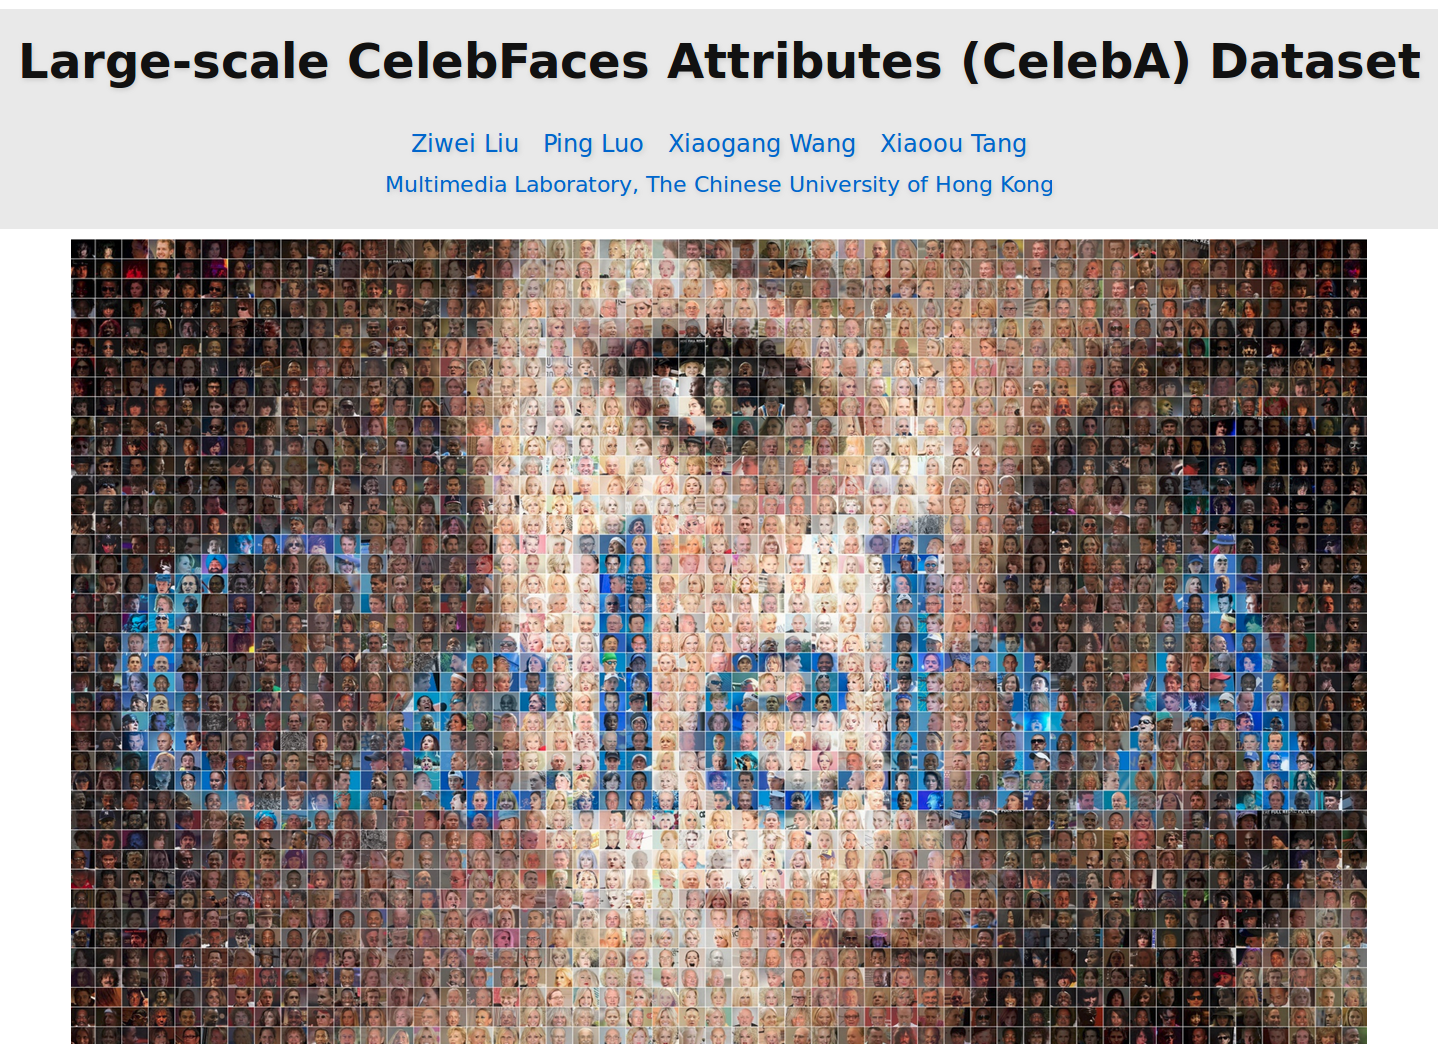 Large-scale CelebFaces Attributes (CelebA) Dataset
Ziwei Liu Ping Luo Xiaogang Wang Xiaoou Tang
Multimedia Laboratory, The Chinese University of Hong Kong
CelebA